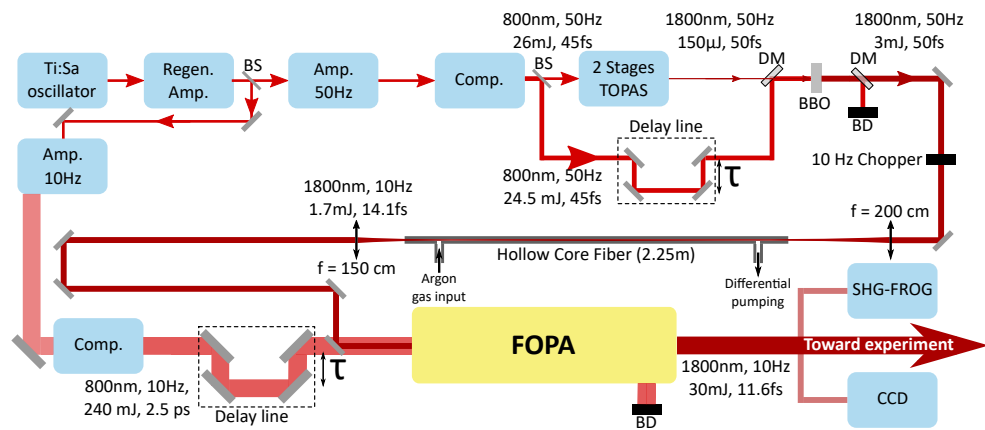 Ti:Sa
oscillator
Regen.
Amp.
BS
Amp.
50Hz
Comp.
800nm, 50Hz
26mJ, 45fs
BS
2 Stages
TOPAS
1800nm, 50Hz
150µJ, 50fs
DM
BBO
DM
BD
1800nm, 50Hz
3mJ, 50fs
Delay line
τ
800nm, 50Hz
24.5 mJ, 45fs
10 Hz Chopper
Amp.
10Hz
1800nm, 10Hz
1.7mJ, 14.1fs
f = 150 cm
Hollow Core Fiber (2.25m)
Argon
gas input
Differential
pumping
f = 200 cm
SHG-FROG
Comp.
800nm, 10Hz,
240 mJ, 2.5 ps
Delay line
τ
FOPA
BD
Toward experiment
1800nm, 10Hz
30mJ, 11.6fs
CCD